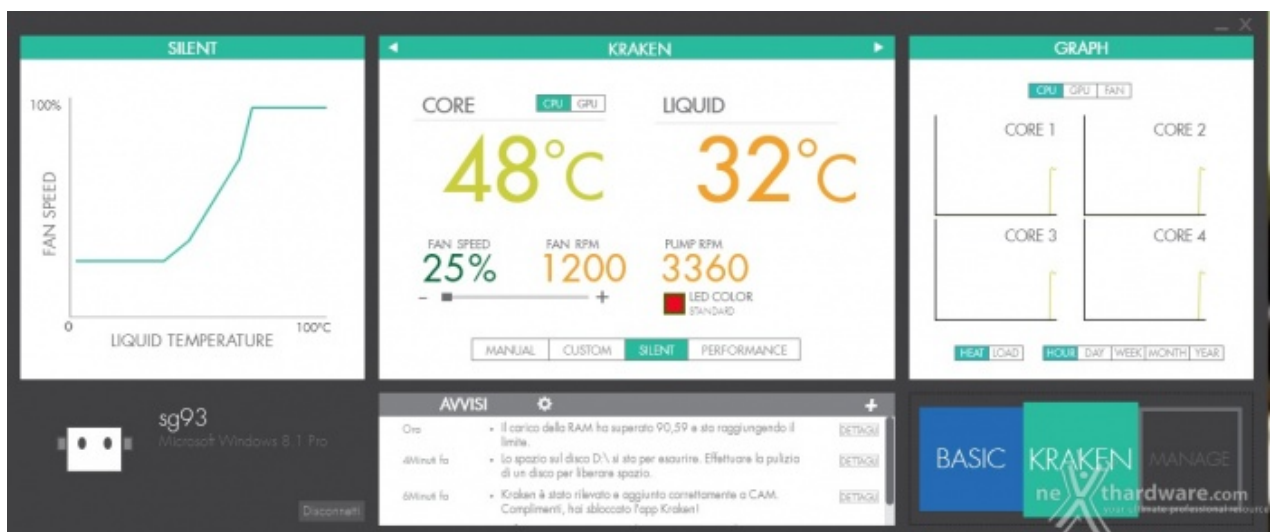 SILENT
100%
FAN SPEED
0
100°C
LIQUID TEMPERATURE
KRAKEN
CORE
CPU GPU
LIQUID
48°C
32°C
FAN SPEED
25%
FAN RPM
1200
PUMP RPM
3360
- +
LED COLOR
STANDARD
MANUAL CUSTOM SILENT PERFORMANCE
GRAPH
CPU GPU FAN
CORE 1
CORE 2
CORE 3
CORE 4
HEAT LOAD
HOUR DAY WEEK MONTH YEAR
sg93
Microsoft Windows 8.1 Pro
Disconnetti
AVVISI
+
Ora
• Il carico della RAM ha superato 90,59 e sta raggiungendo il
limite.
DETTAGLI
4Minuti fa
• Lo spazio sul disco D:\ si sta per esaurire. Effettuare la pulizia
di un disco per liberare spazio.
DETTAGLI
6Minuti fa
• Kraken è stato rilevato e aggiunto correttamente a CAM.
Complimenti, hai sbloccato l'app Kraken!
DETTAGLI
BASIC
KRAKEN
MANAGE
nexthardware.com
your ultimate professional resource